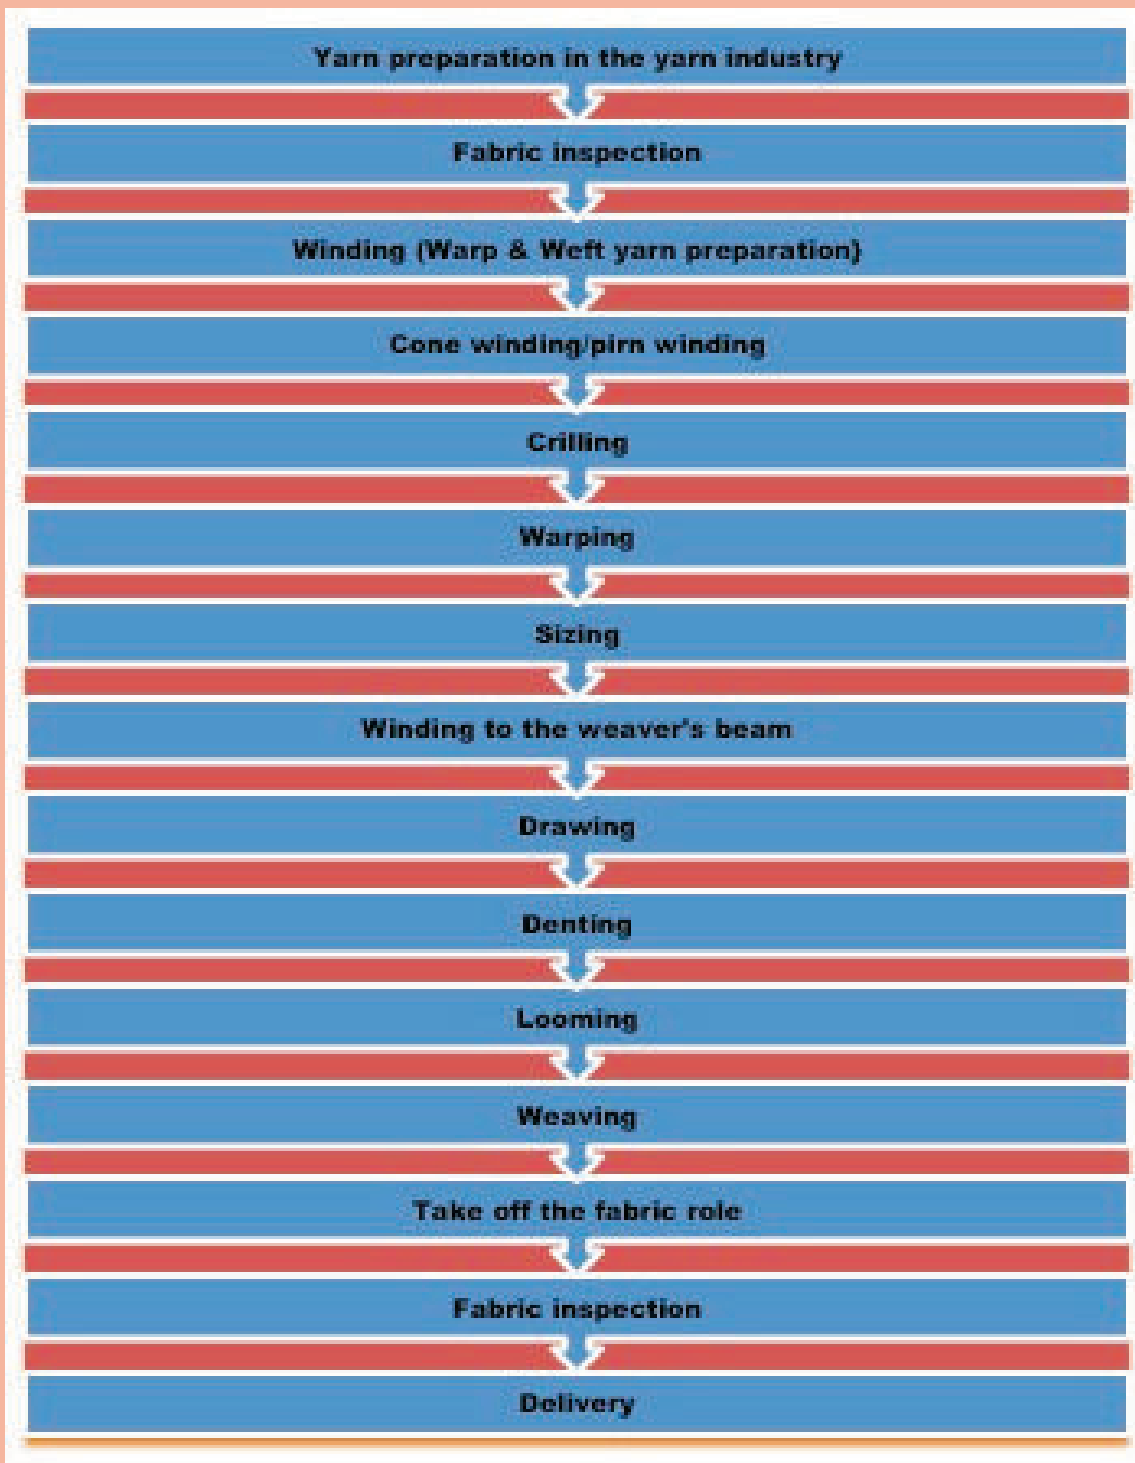 Yarn preparation in the yarn industry
Fabric inspection
Winding (Warp & Weft yarn preparation)
Cone winding/pirn winding
Crilling
Warping
Sizing
Winding to the weaver's beam
Drawing
Denting
Looming
Weaving
Take off the fabric role
Fabric inspection
Delivery